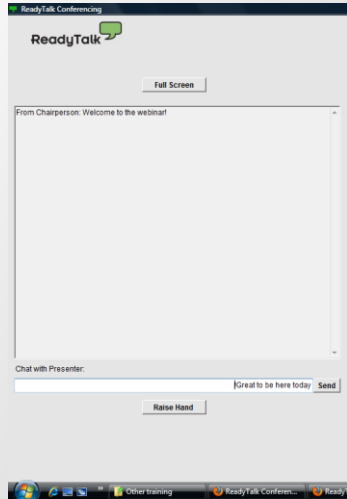 ReadyTalk Conferencing
ReadyTalk
Full Screen
From Chairperson: Welcome to the webinar!
Chat with Presenter:
!Great to be here today
Send
Raise Hand
Other training
ReadyTalk Conferen...
ReadyT